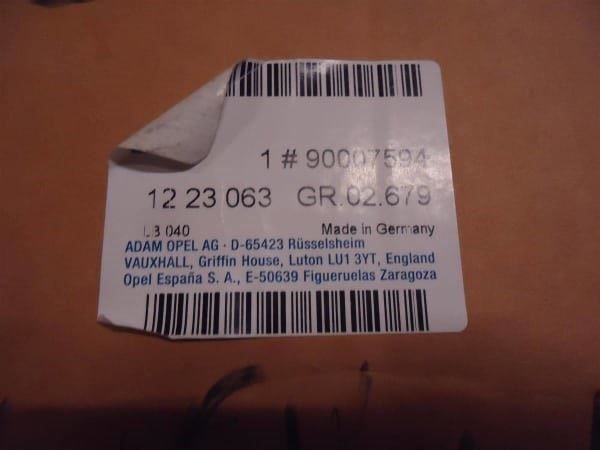 1 # 90007594
12 23 063 GR.02.679
LB 040 Made in Germany
ADAM OPEL AG · D-65423 Rüsselsheim
VAUXHALL, Griffin House, Luton LU1 3YT, England
Opel España S. A., E-50639 Figueruelas Zaragoza